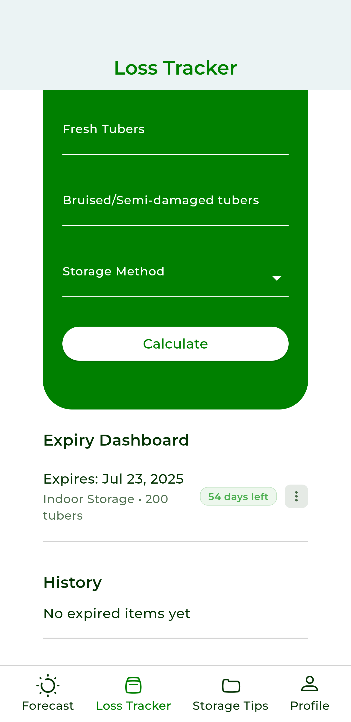 Loss Tracker
Fresh Tubers
Bruised/Semi-damaged tubers
Storage Method
Calculate
Expiry Dashboard
Expires: Jul 23, 2025
Indoor Storage • 200
tubers
54 days left
History
No expired items yet
Forecast
Loss Tracker
Storage Tips
Profile